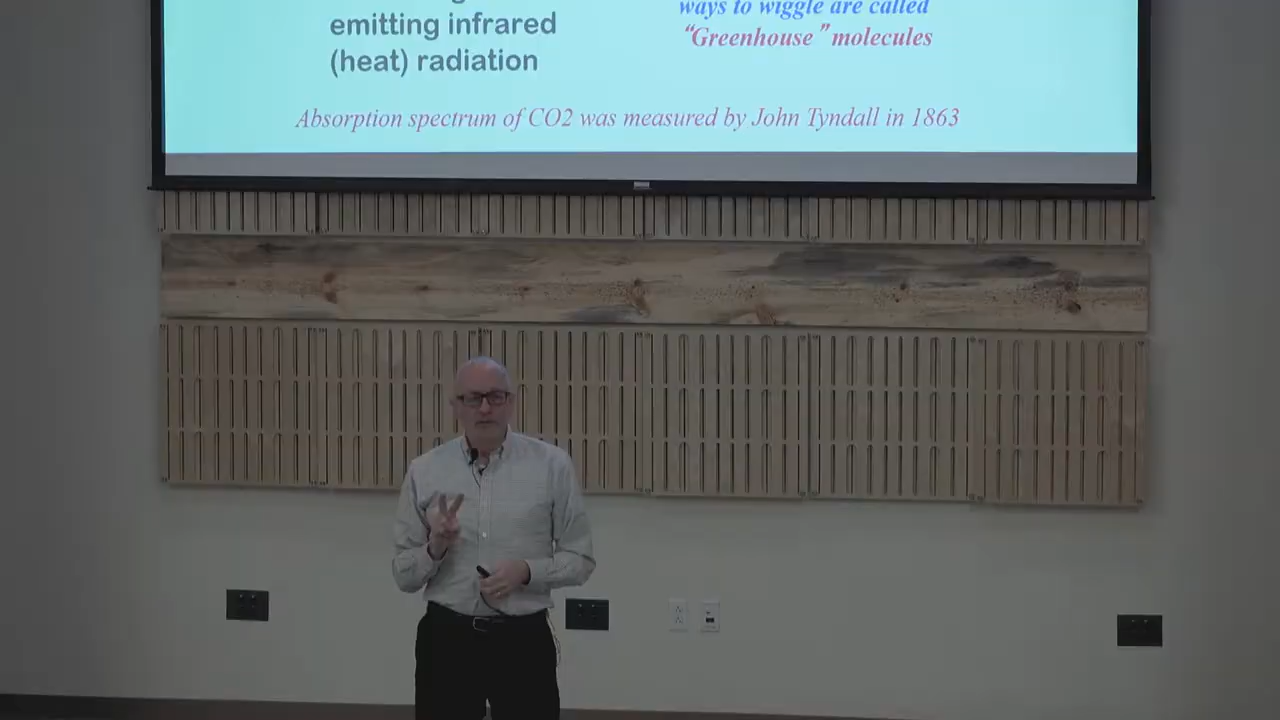 emitting infrared
(heat) radiation
ways to wiggle are called
“Greenhouse” molecules
Absorption spectrum of CO2 was measured by John Tyndall in 1863